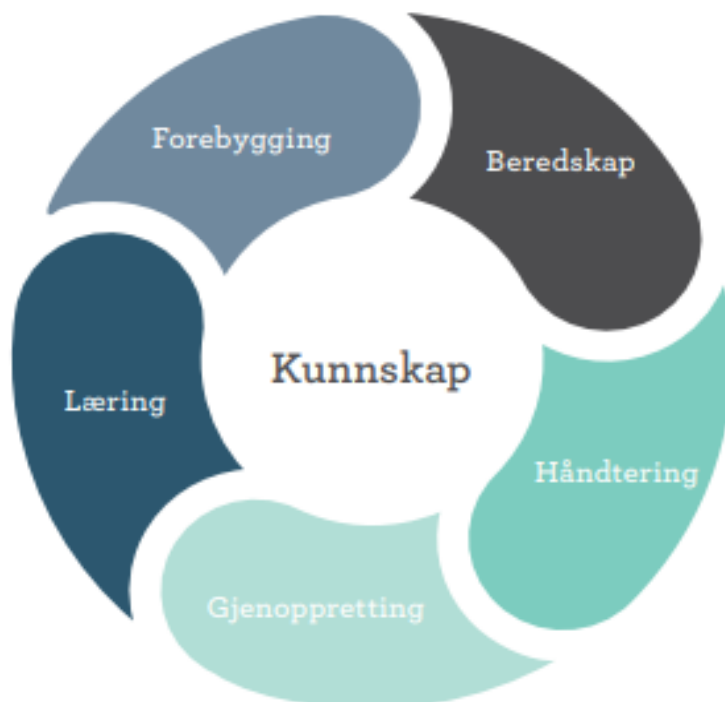 Forebygging
Beredskap
Kunnskap
Læring
Håndtering
Gjenoppretting